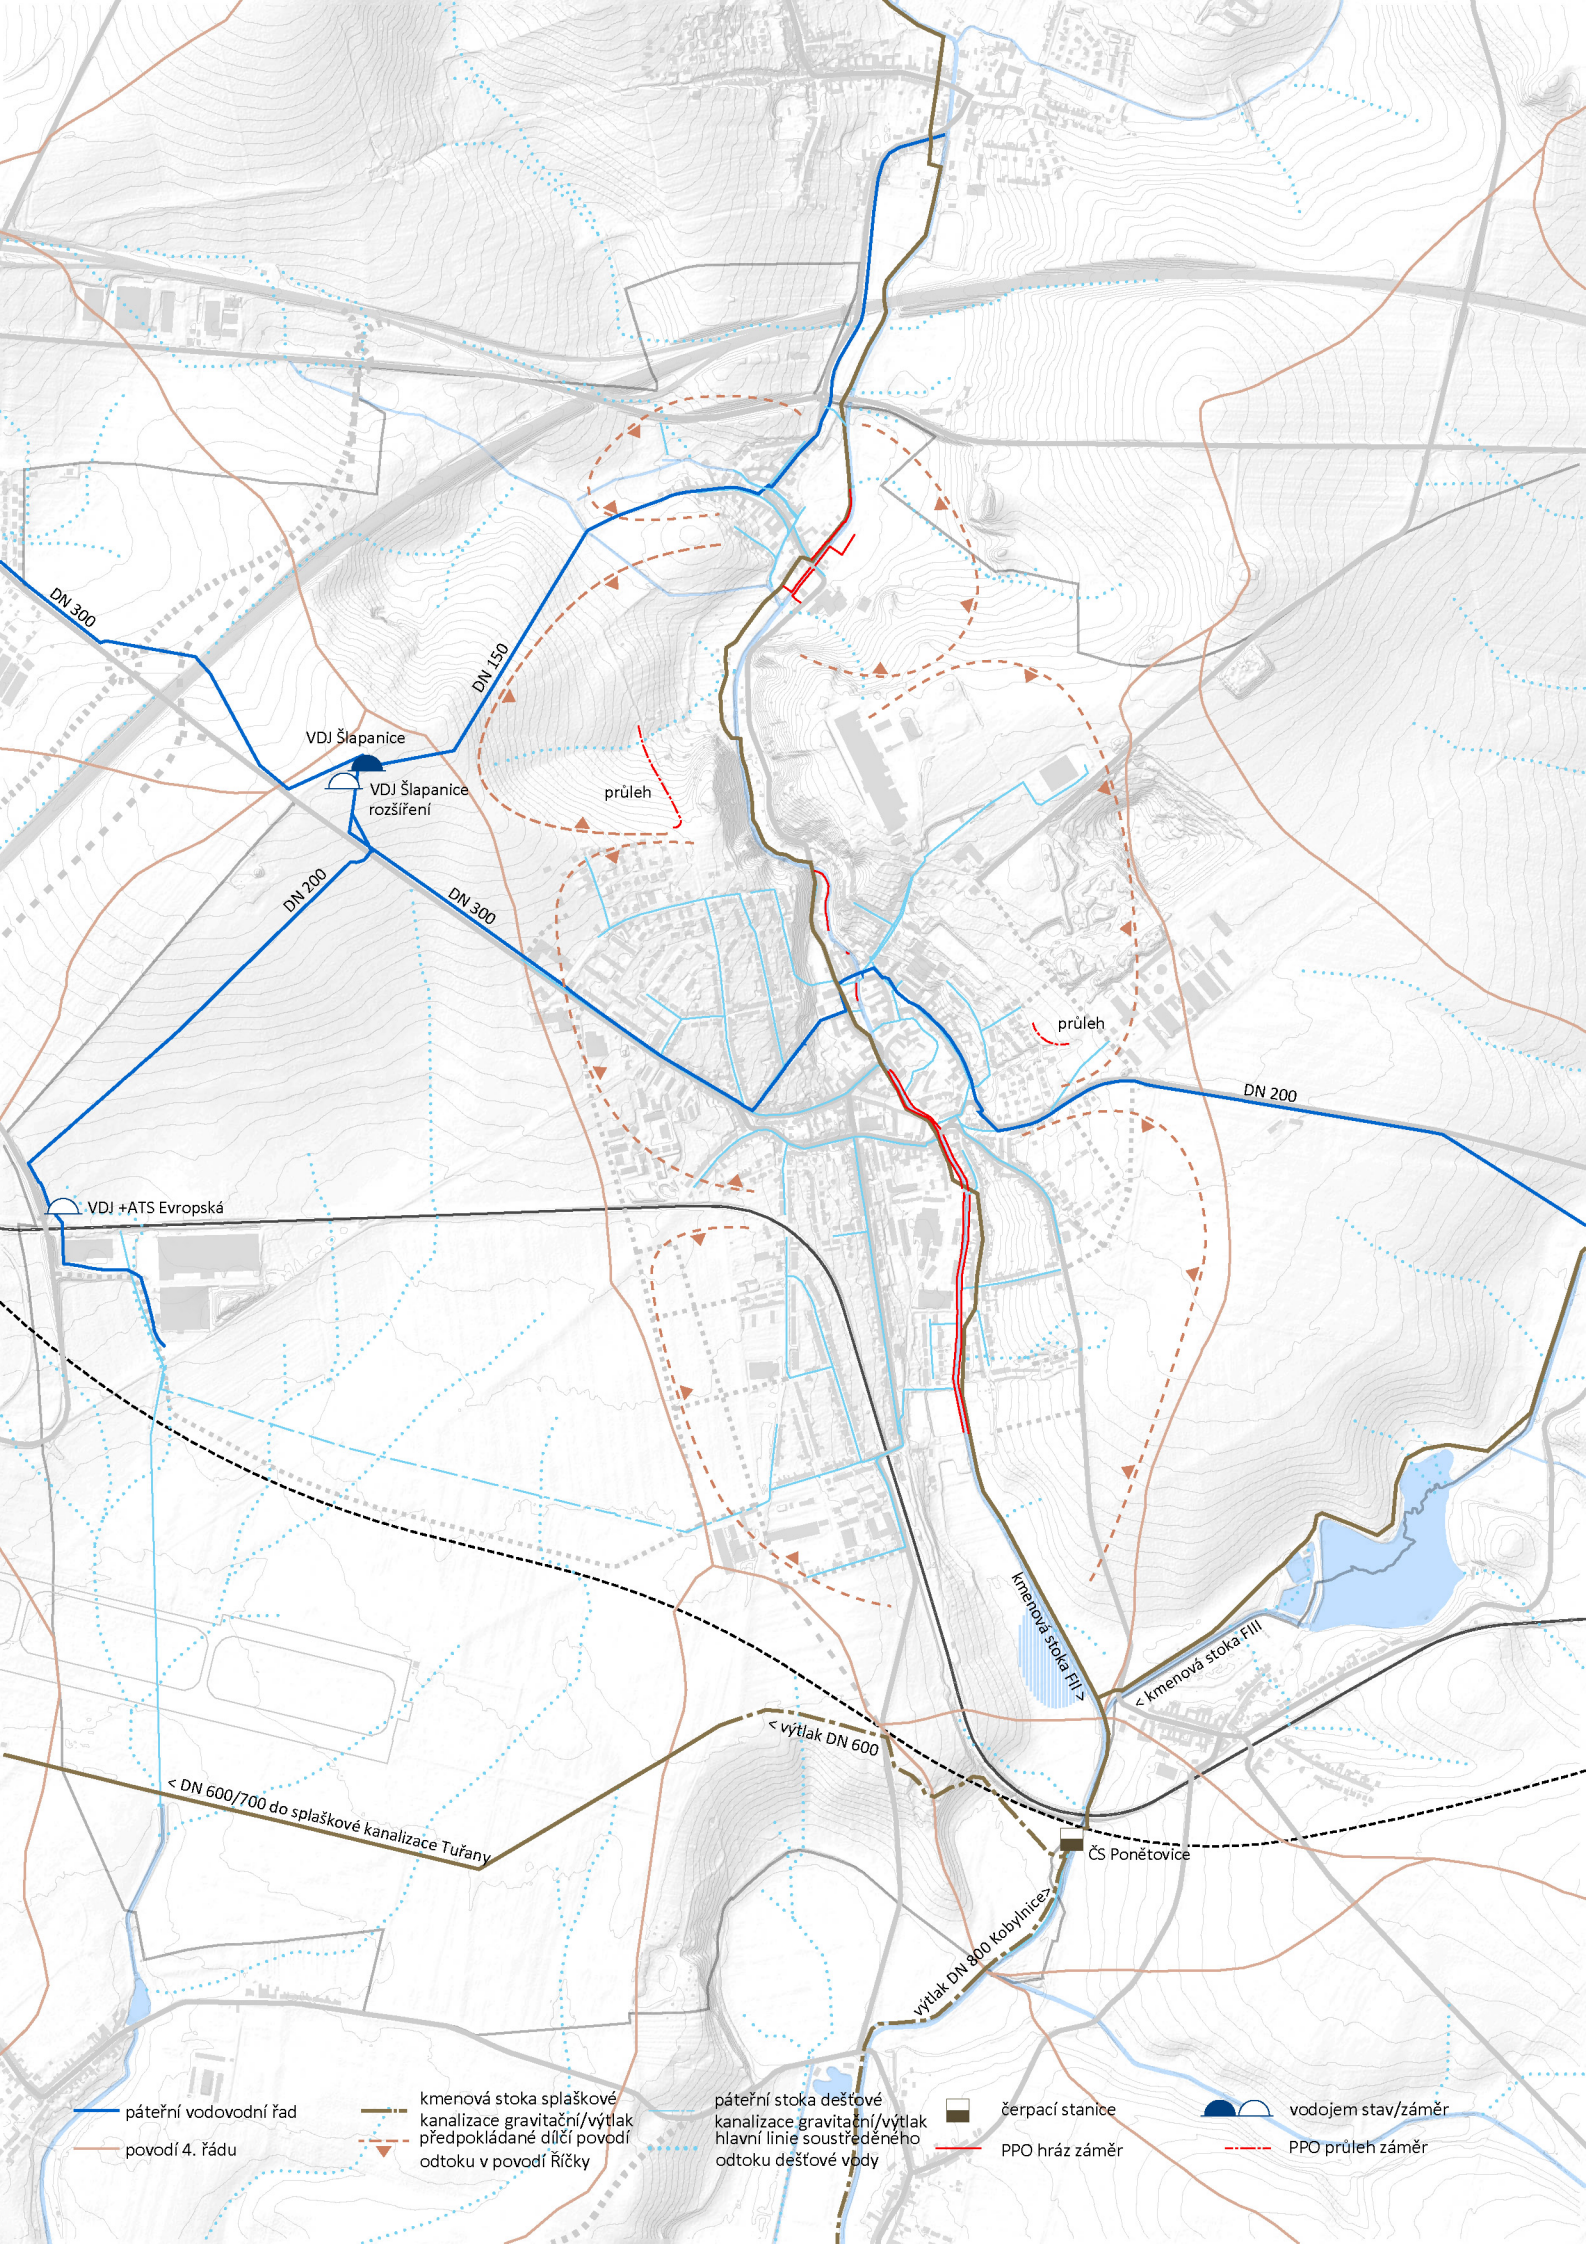 DN 300
DN 150
VDJ Šlapanice
VDJ Šlapanice
rozšíření
průleh
DN 200
DN 300
průleh
DN 200
VDJ +ATS Evropská
kmenová stoka FII >
< kmenová stoka FIII
< výtlak DN 600
< DN 600/700 do splaškové kanalizace Tuřany
ČS Ponětovice
výtlak DN 800 Kobylnice>
páteřní vodovodní řad
povodí 4. řádu
kmenová stoka splaškové
kanalizace gravitační/výtlak
předpokládané dílčí povodí
odtoku v povodí Říčky
páteřní stoka dešťové
kanalizace gravitační/výtlak
hlavní linie soustředěného
odtoku dešťové vody
čerpací stanice
PPO hráz záměr
vodojem stav/záměr
PPO průleh záměr